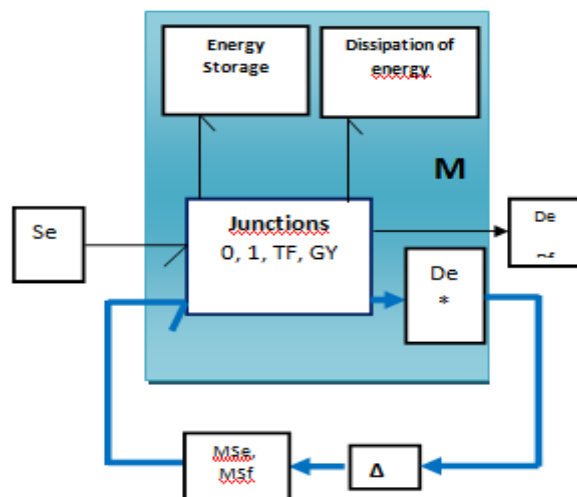 Energy
Storage
Dissipation of
energy
M
Junctions
0, 1, TF, GY
Se
De
De
*
MSe,
MSf
Δ